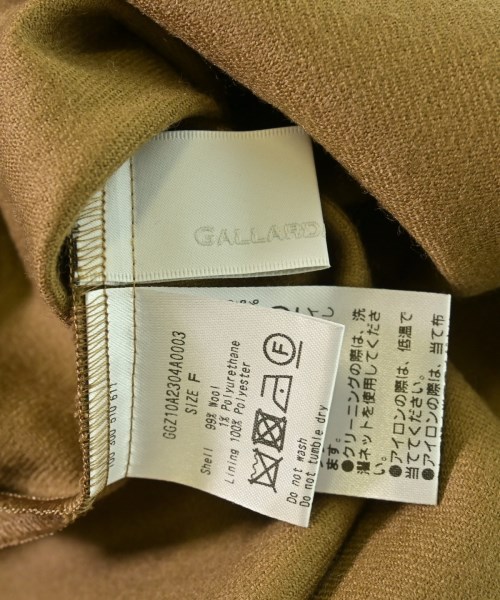 GALLARD
GGZ10A2304A0003
SIZE F
Shell 99% Wool
1% Polyurethane
Lining 100% Polyester
Do not Wash
Do not tumble dry
ます。
●クリーニングの際は、洗
濯ネットを使用してくださ
い。
●アイロンの際は、低温で
当ててください。
●アイロンの際は、当て布